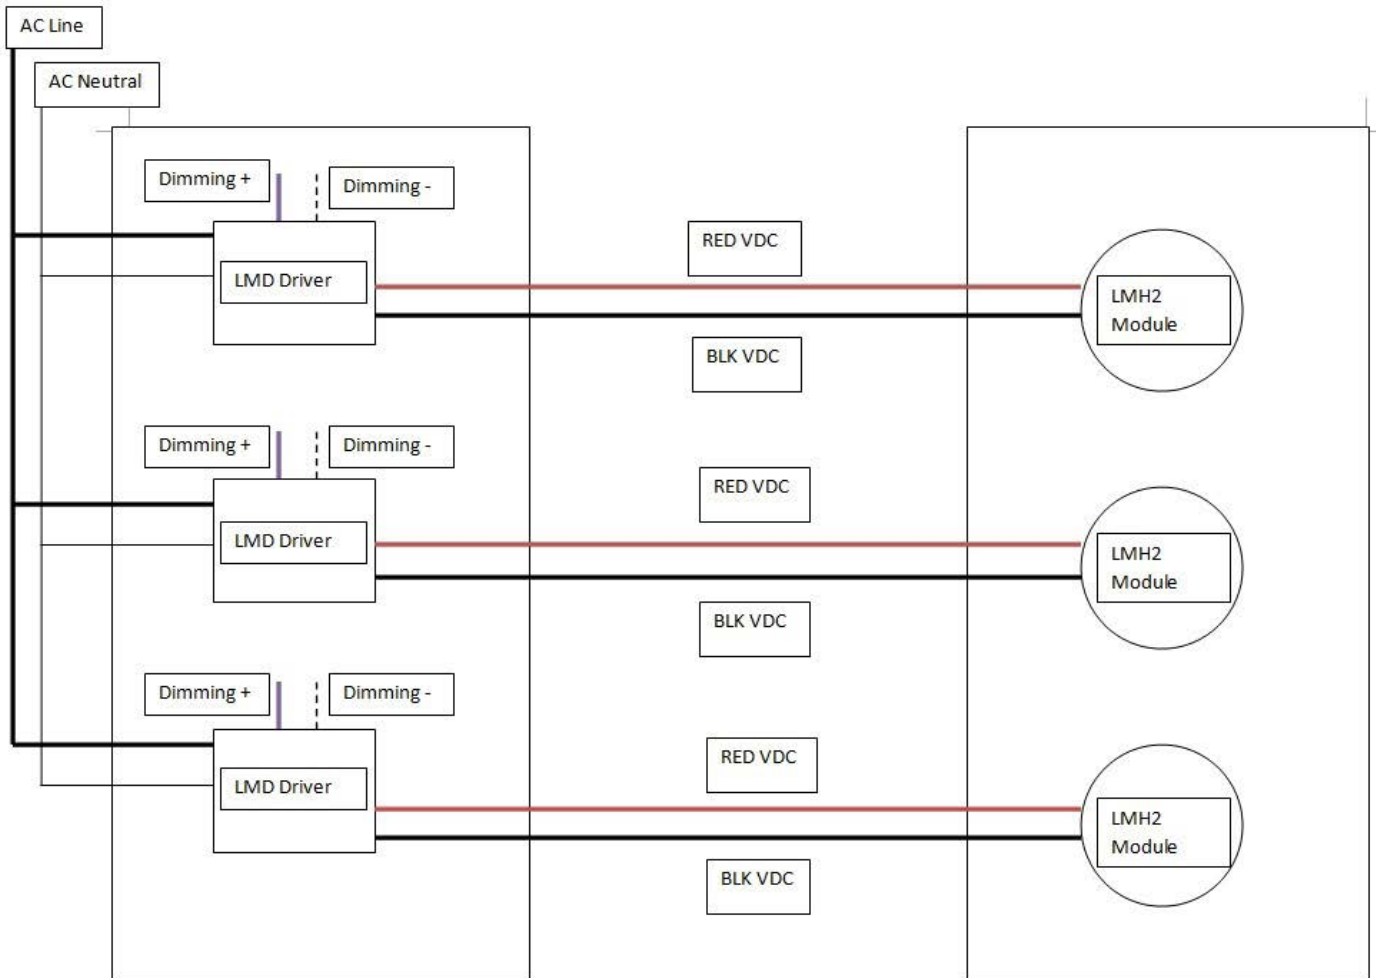 AC Line
AC Neutral
Dimming +
Dimming -
LMD Driver
RED VDC
BLK VDC
LMH2
Module
Dimming +
Dimming -
LMD Driver
RED VDC
BLK VDC
LMH2
Module
Dimming +
Dimming -
LMD Driver
RED VDC
BLK VDC
LMH2
Module